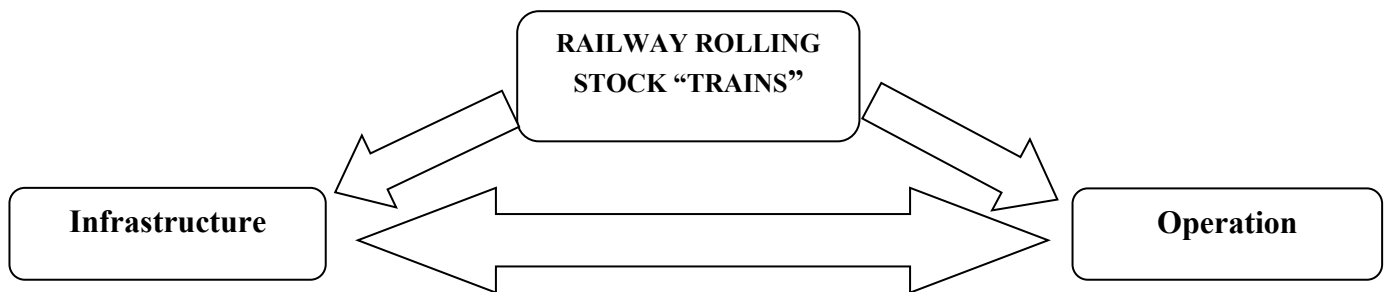 RAILWAY ROLLING
STOCK “TRAINS”
Infrastructure
Operation